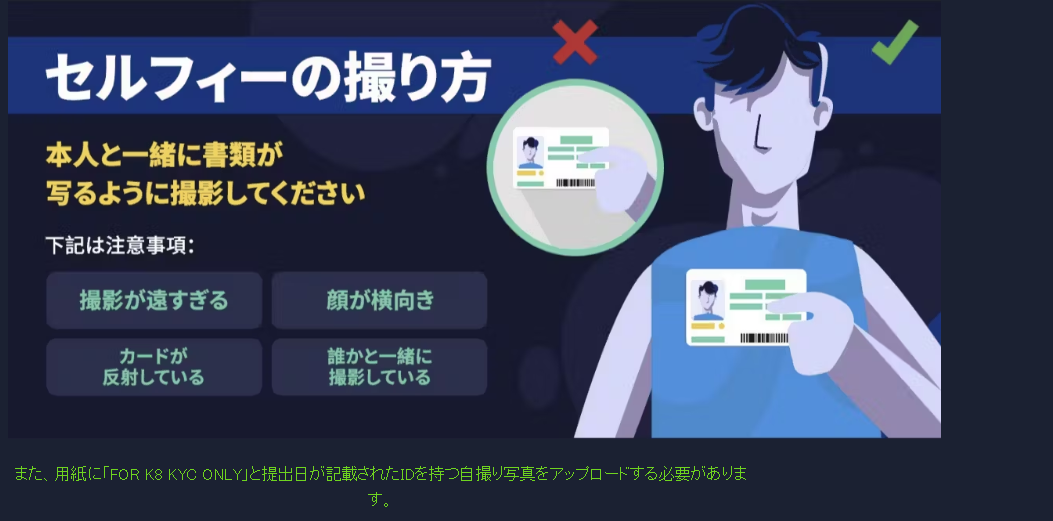 セルフィーの撮り方
本人と一緒に書類が
写るように撮影してください
下記は注意事項:
撮影が遠すぎる
顔が横向き
カードが
反射している
誰かと一緒に
撮影している
また、用紙に「FOR K8 KYC ONLY」と提出日が記載されたIDを持つ自撮り写真をアップロードする必要がありま
す。